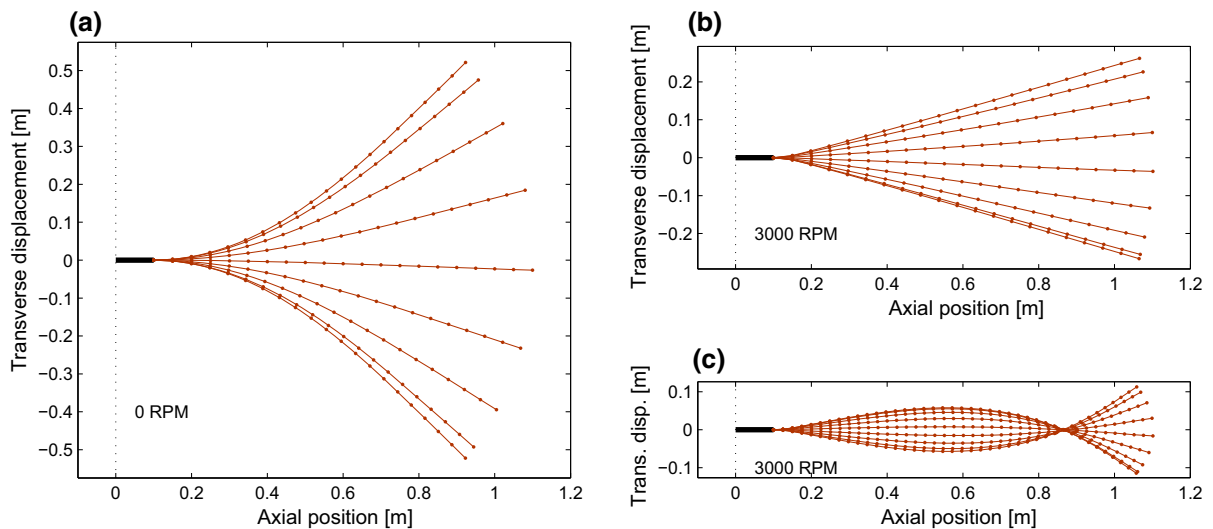 (a)
Transverse displacement [m]
0.5
0.4
0.3
0.2
0.1
0
−0.1
−0.2
−0.3
−0.4
−0.5
0 RPM
0 0.2 0.4 0.6 0.8 1 1.2
Axial position [m]
(b)
Transverse displacement [m]
0.2
0.1
0
−0.1
−0.2
3000 RPM
0 0.2 0.4 0.6 0.8 1 1.2
Axial position [m]
(c)
Trans. disp. [m]
0.1
0
−0.1
3000 RPM
0 0.2 0.4 0.6 0.8 1 1.2
Axial position [m]